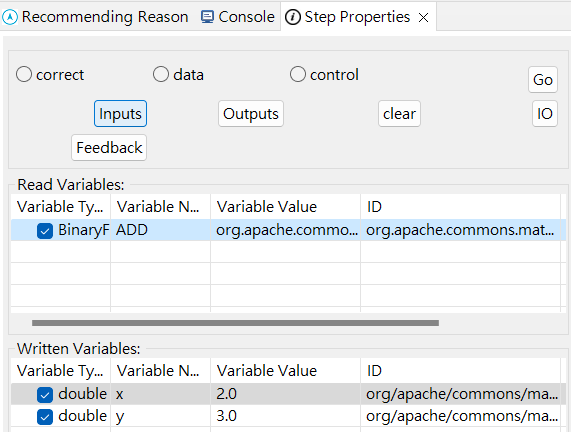 Recommending Reason Console Step Properties
correct data control
Go
Inputs Outputs clear IO
Feedback
Read Variables:
Variable Ty... Variable N... Variable Value ID
BinaryF ADD org.apache.commo... org.apache.commons.mat...
Written Variables:
Variable Ty... Variable N... Variable Value ID
double x 2.0 org/apache/commons/ma...
double y 3.0 org/apache/commons/ma...